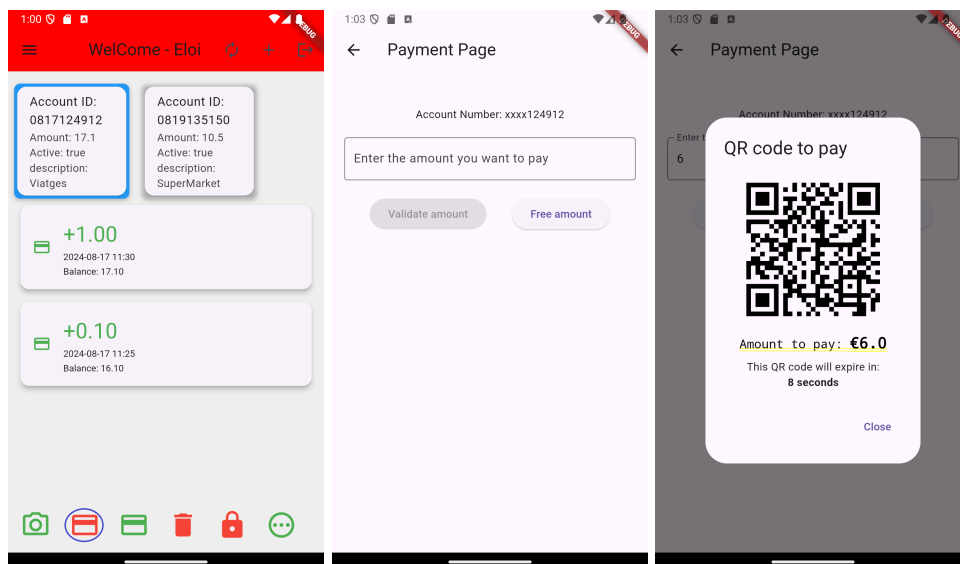 1:00
DEBUG
WelCome - Eloi
Account ID:
0817124912
Amount: 17.1
Active: true
description:
Viatges
Account ID:
0819135150
Amount: 10.5
Active: true
description:
SuperMarket
+1.00
2024-08-17 11:30
Balance: 17.10
+0.10
2024-08-17 11:25
Balance: 16.10
1:03
DEBUG
Payment Page
Account Number: xxxx124912
Enter the amount you want to pay
Validate amount
Free amount
1:03
DEBUG
Payment Page
Account Number: xxxx124912
Enter t
6
QR code to pay
Amount to pay: €6.0
This QR code will expire in:
8 seconds
Close